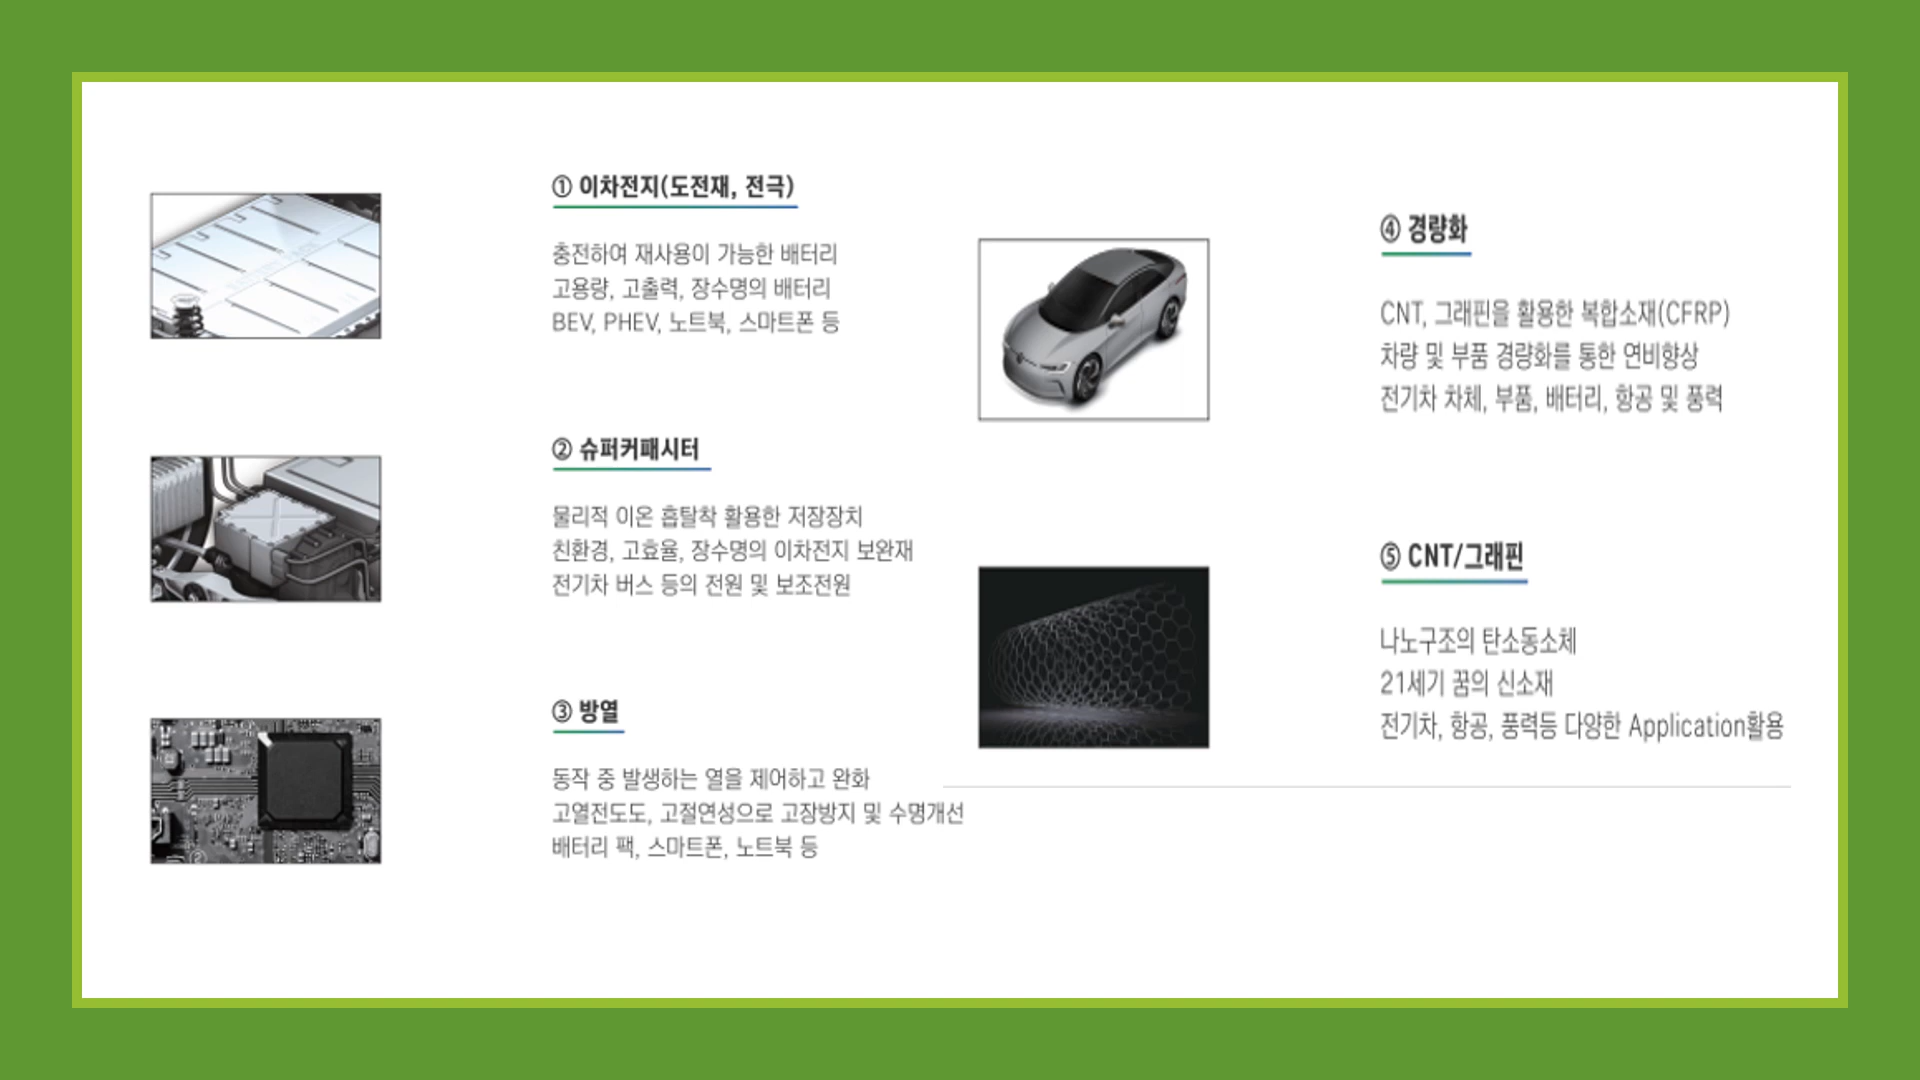 ① 이차전지(도전재, 전극)
충전하여 재사용이 가능한 배터리
고용량, 고출력, 장수명의 배터리
BEV, PHEV, 노트북, 스마트폰 등
② 슈퍼커패시터
물리적 이온 흡탈착 활용한 저장장치
친환경, 고효율, 장수명의 이차전지 보완재
전기차 버스 등의 전원 및 보조전원
③ 방열
동작 중 발생하는 열을 제어하고 완화
고열전도도, 고절연성으로 고장방지 및 수명개선
배터리 팩, 스마트폰, 노트북 등
④ 경량화
CNT, 그래핀을 활용한 복합소재(CFRP)
차량 및 부품 경량화를 통한 연비향상
전기차 차체, 부품, 배터리, 항공 및 풍력
⑤ CNT/그래핀
나노구조의 탄소동소체
21세기 꿈의 신소재
전기차, 항공, 풍력등 다양한 Application활용